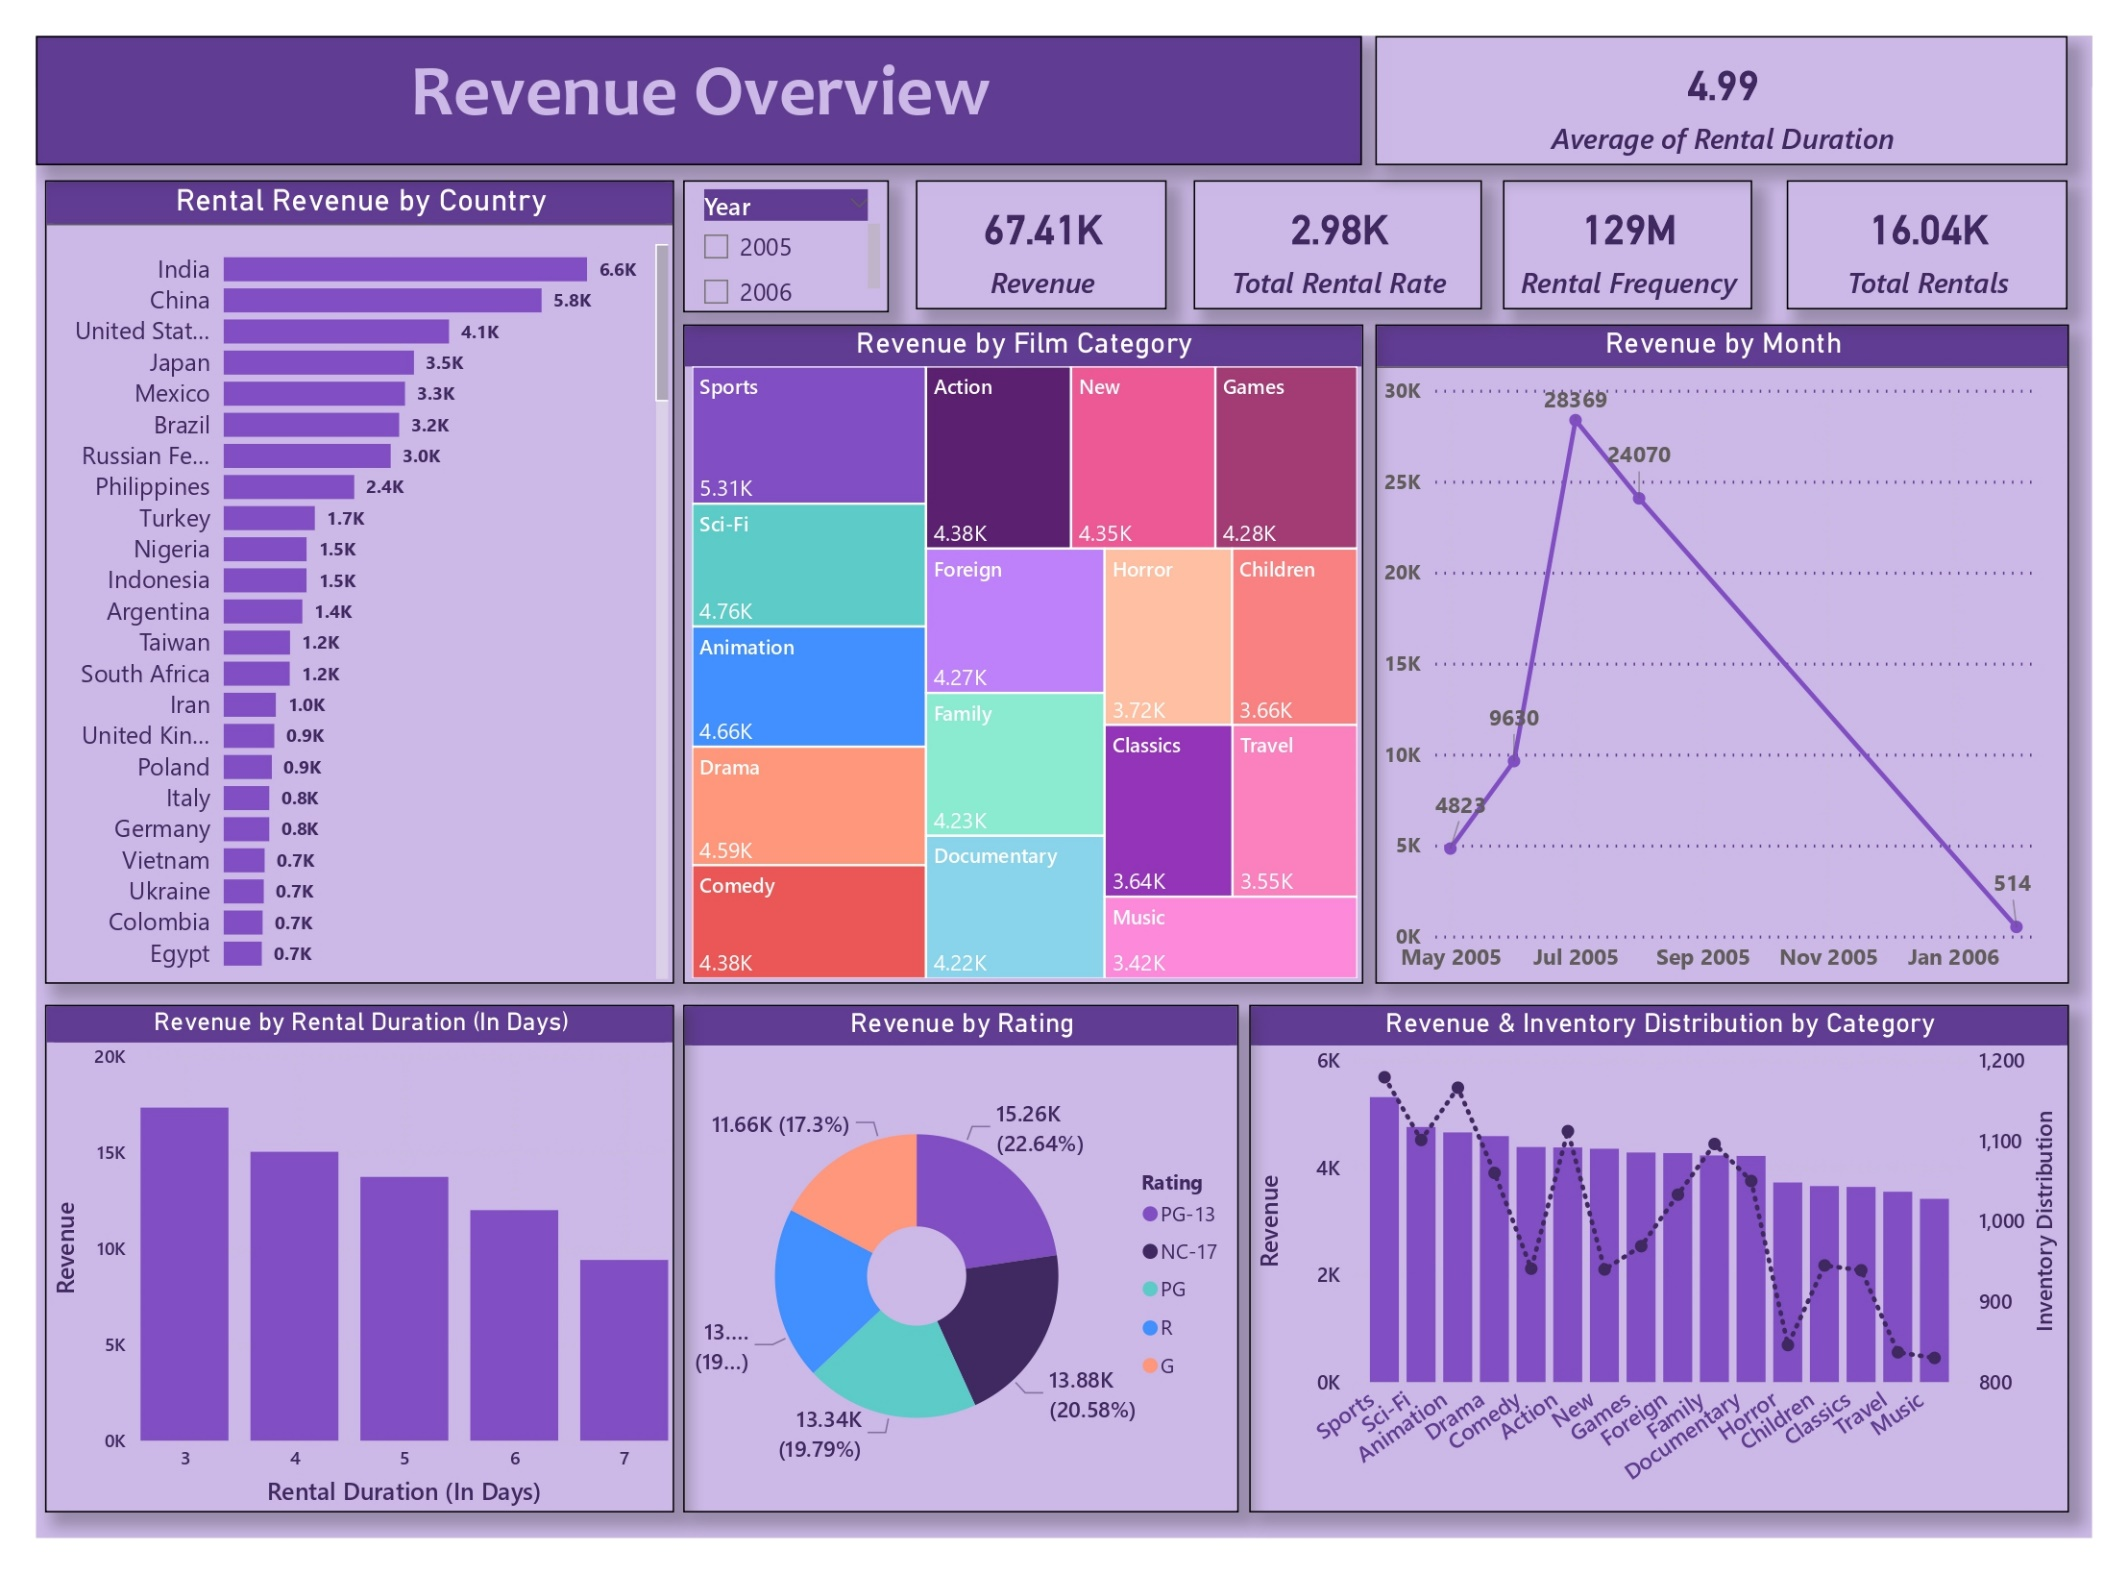 Revenue Overview
4.99
Average of Rental Duration
Rental Revenue by Country
India 6.6K
China 5.8K
United Stat... 4.1K
Japan 3.5K
Mexico 3.3K
Brazil 3.2K
Russian Fe... 3.0K
Philippines 2.4K
Turkey 1.7K
Nigeria 1.5K
Indonesia 1.5K
Argentina 1.4K
Taiwan 1.2K
South Africa 1.2K
Iran 1.0K
United Kin... 0.9K
Poland 0.9K
Italy 0.8K
Germany 0.8K
Vietnam 0.7K
Ukraine 0.7K
Colombia 0.7K
Egypt 0.7K
Year
2005
2006
67.41K
Revenue
2.98K
Total Rental Rate
129M
Rental Frequency
16.04K
Total Rentals
Revenue by Film Category
Sports
5.31K
Sci-Fi
4.76K
Animation
4.66K
Drama
4.59K
Comedy
4.38K
Action
4.38K
New
4.35K
Games
4.28K
Foreign
4.27K
Family
4.23K
Documentary
4.22K
Horror
3.72K
Children
3.66K
Classics
3.64K
Travel
3.55K
Music
3.42K
Revenue by Month
30K
25K
20K
15K
10K
5K
0K
4823
9630
28369
24070
514
May 2005 Jul 2005 Sep 2005 Nov 2005 Jan 2006
Revenue by Rental Duration (In Days)
Revenue
20K
15K
10K
5K
0K
3 4 5 6 7
Rental Duration (In Days)
Revenue by Rating
15.26K
(22.64%)
13.88K
(20.58%)
13.34K
(19.79%)
13....
(19...)
11.66K (17.3%)
Rating
PG-13
NC-17
PG
R
G
Revenue & Inventory Distribution by Category
Revenue
6K
4K
2K
0K
1,200
1,100
1,000
900
800
Inventory Distribution
Sports
Sci-Fi
Animation
Drama
Comedy
Action
New
Games
Foreign
Family
Documentary
Horror
Children
Classics
Travel
Music